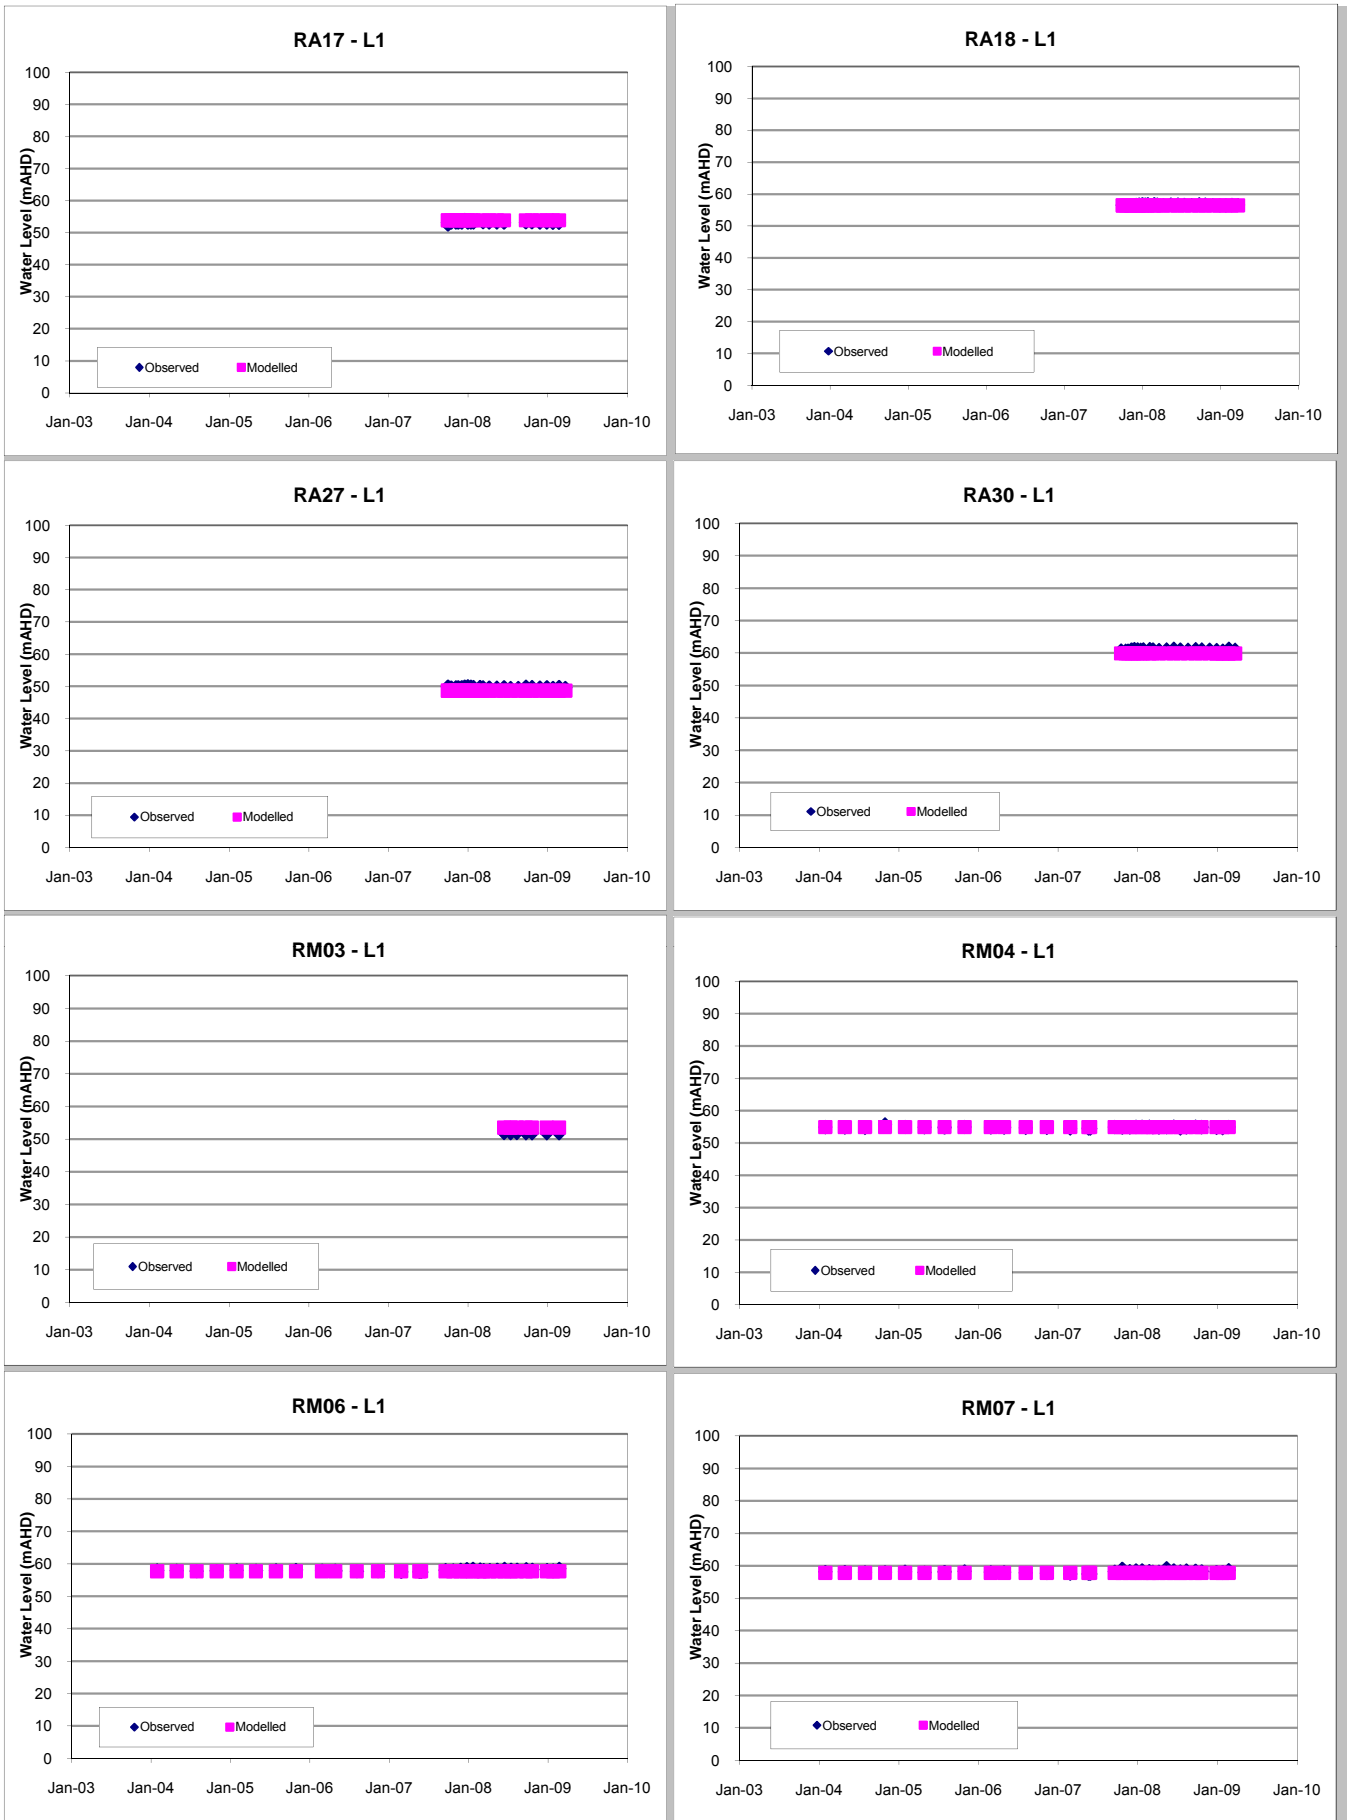 RA17 - L1
Water Level (mAHD)
100
90
80
70
60
50
40
30
20
10
0
Observed Modelled
Jan-03 Jan-04 Jan-05 Jan-06 Jan-07 Jan-08 Jan-09 Jan-10
RA18 - L1
Water Level (mAHD)
100
90
80
70
60
50
40
30
20
10
0
Observed Modelled
Jan-03 Jan-04 Jan-05 Jan-06 Jan-07 Jan-08 Jan-09 Jan-10
RA27 - L1
Water Level (mAHD)
100
90
80
70
60
50
40
30
20
10
0
Observed Modelled
Jan-03 Jan-04 Jan-05 Jan-06 Jan-07 Jan-08 Jan-09 Jan-10
RA30 - L1
Water Level (mAHD)
100
90
80
70
60
50
40
30
20
10
0
Observed Modelled
Jan-03 Jan-04 Jan-05 Jan-06 Jan-07 Jan-08 Jan-09 Jan-10
RM03 - L1
Water Level (mAHD)
100
90
80
70
60
50
40
30
20
10
0
Observed Modelled
Jan-03 Jan-04 Jan-05 Jan-06 Jan-07 Jan-08 Jan-09 Jan-10
RM04 - L1
Water Level (mAHD)
100
90
80
70
60
50
40
30
20
10
0
Observed Modelled
Jan-03 Jan-04 Jan-05 Jan-06 Jan-07 Jan-08 Jan-09 Jan-10
RM06 - L1
Water Level (mAHD)
100
90
80
70
60
50
40
30
20
10
0
Observed Modelled
Jan-03 Jan-04 Jan-05 Jan-06 Jan-07 Jan-08 Jan-09 Jan-10
RM07 - L1
Water Level (mAHD)
100
90
80
70
60
50
40
30
20
10
0
Observed Modelled
Jan-03 Jan-04 Jan-05 Jan-06 Jan-07 Jan-08 Jan-09 Jan-10